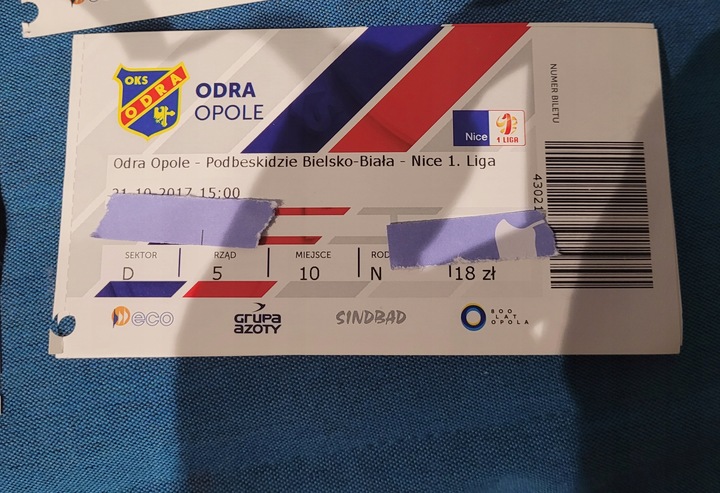 OKS
ODRA
ODRA
OPOLE
Nice 1 LIGA
NUMER BILETU
Odra Opole - Podbeskidzie Bielsko-Biała - Nice 1. Liga
21-10-2017 15:00
43021
SEKTOR RZĄD MIEJSCE
D 5 10 N 18 zł
eco GRUPA AZOTY SINDBAD 800 LAT OPOLA